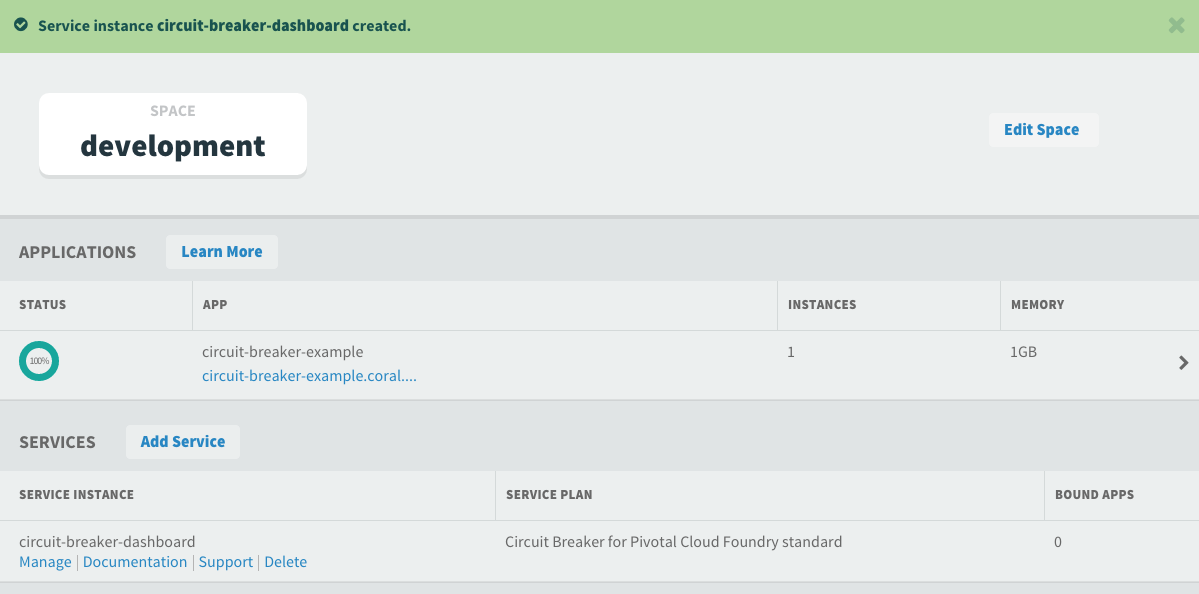 Service instance circuit-breaker-dashboard created.
SPACE
development
Edit Space
APPLICATIONS Learn More
STATUS APP INSTANCES MEMORY
100% circuit-breaker-example 1 1GB
circuit-breaker-example.coral....
SERVICES Add Service
SERVICE INSTANCE SERVICE PLAN BOUND APPS
circuit-breaker-dashboard Circuit Breaker for Pivotal Cloud Foundry standard 0
Manage | Documentation | Support | Delete